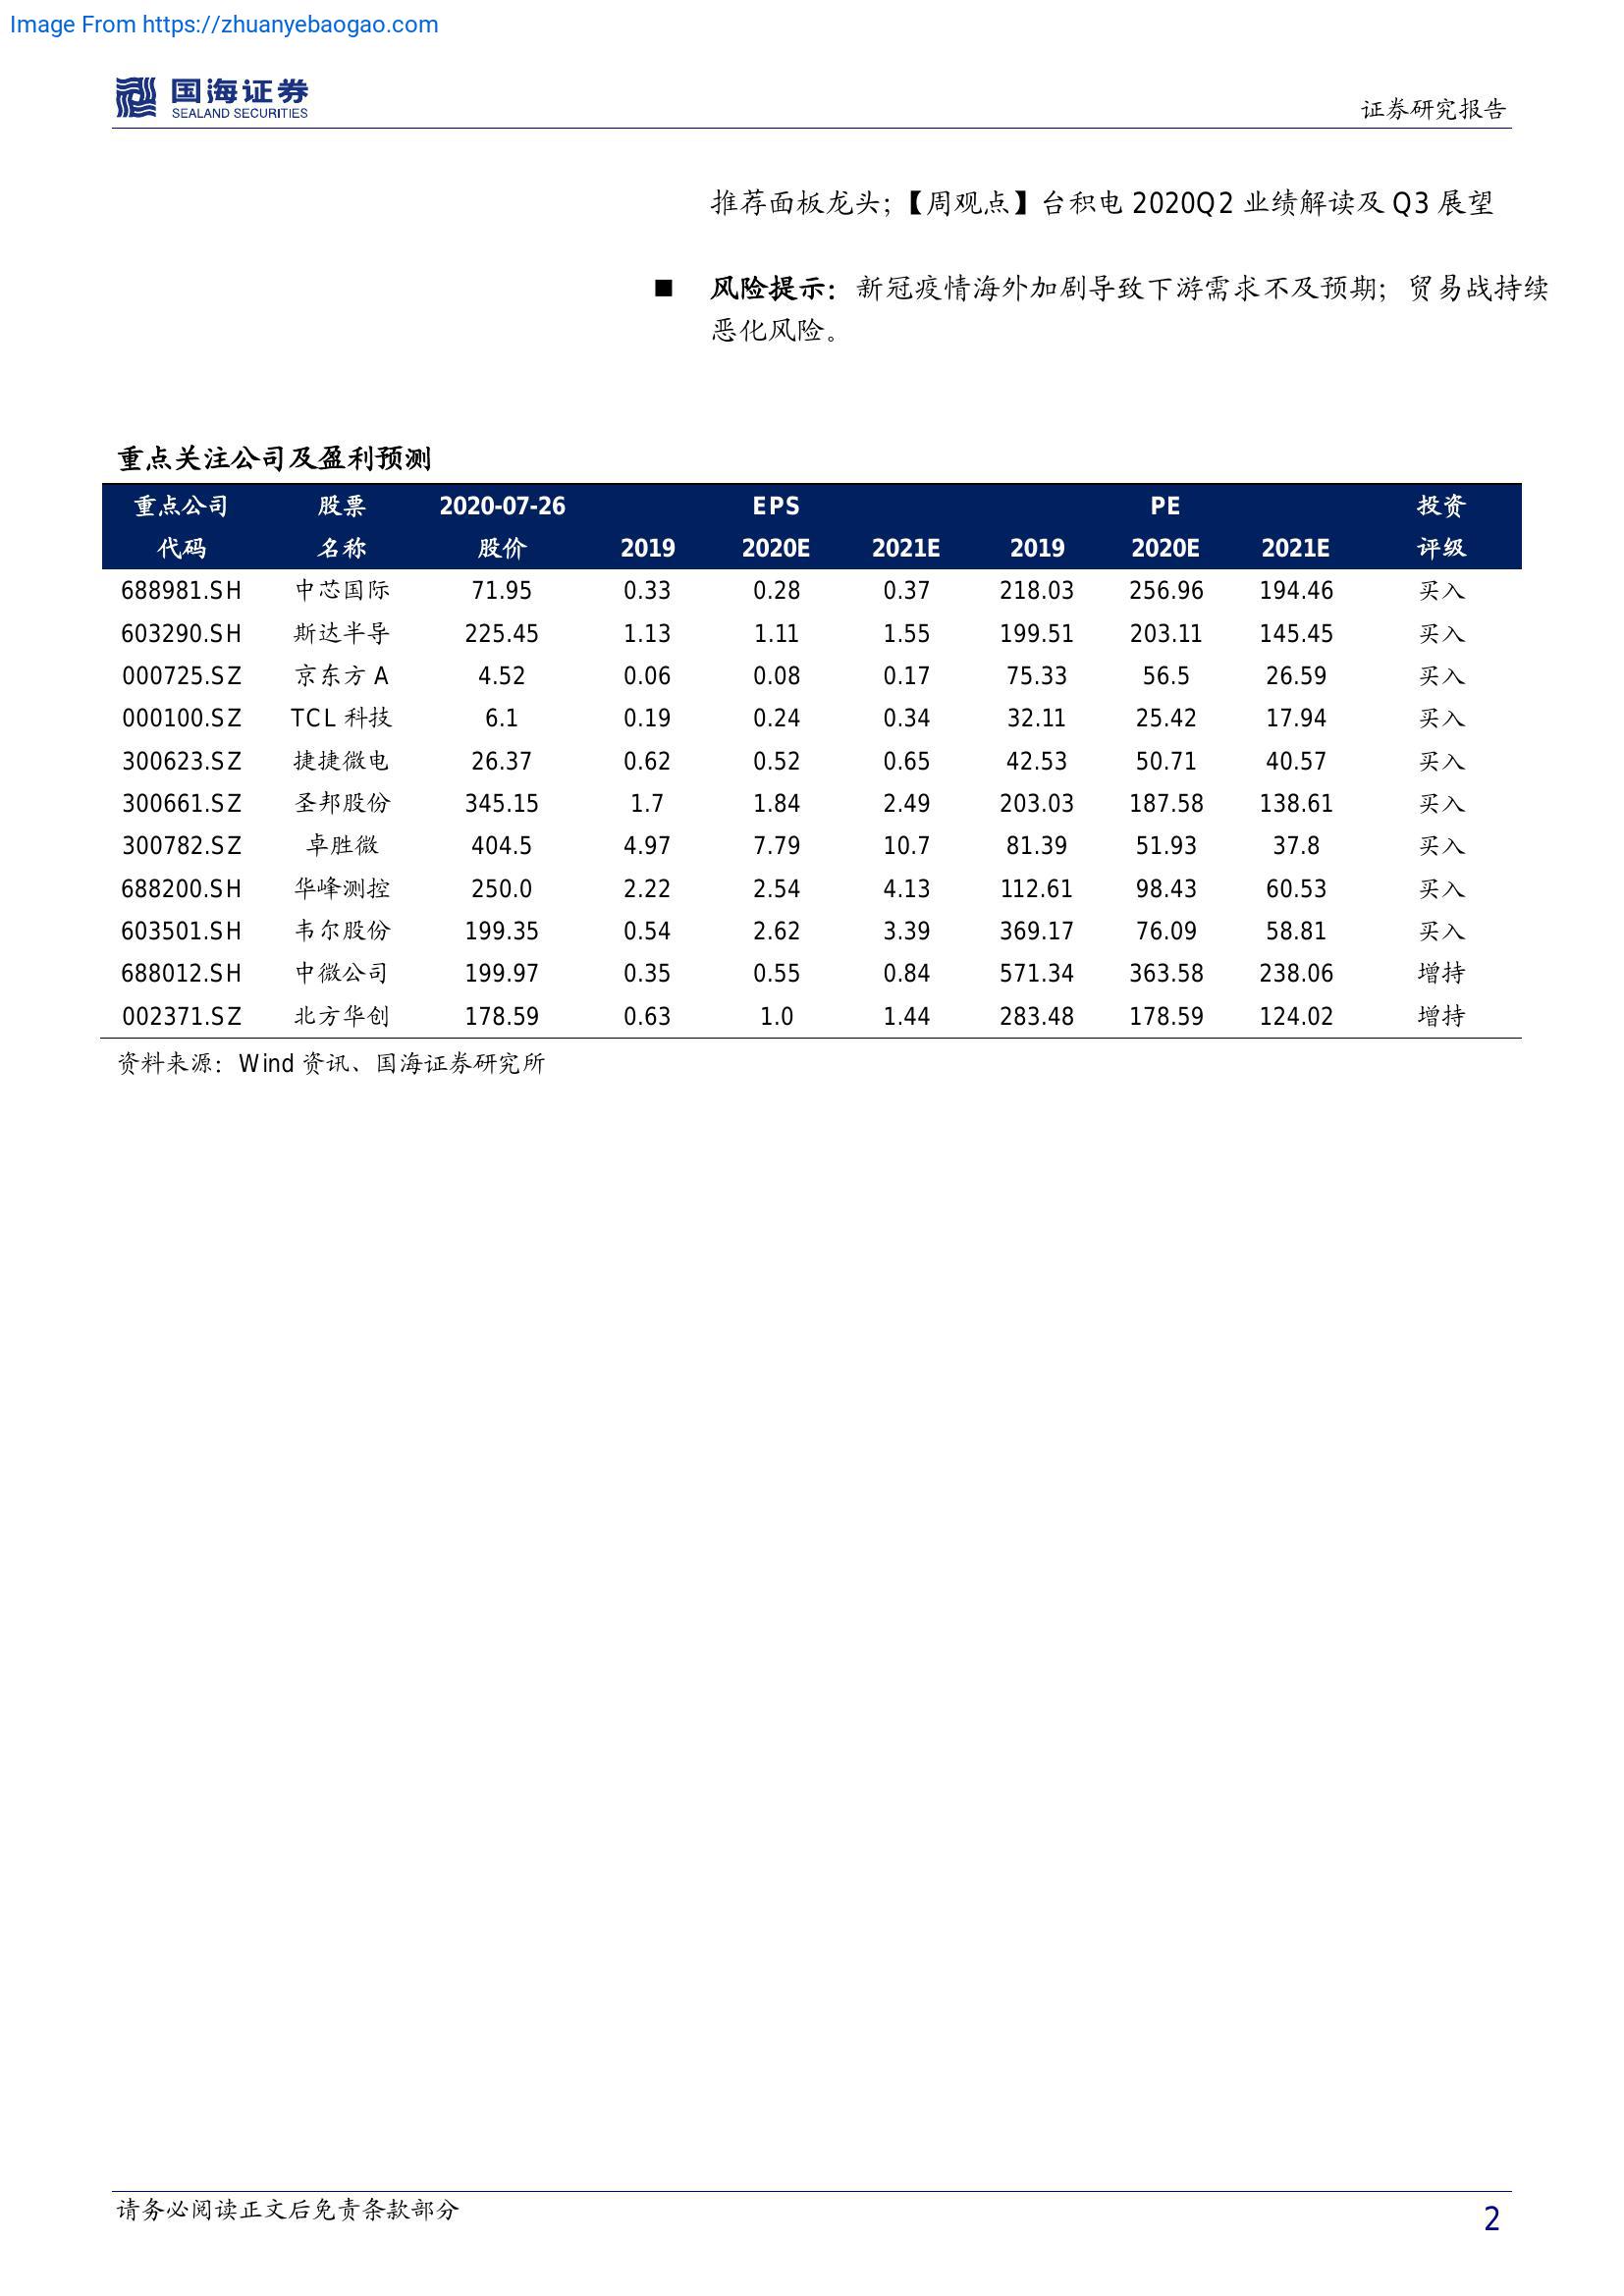 Image From https://zhuanyebaogao.com
国海证券
SEALAND SECURITIES
证券研究报告
推荐面板龙头；【周观点】台积电 2020Q2 业绩解读及 Q3 展望
■ 风险提示：新冠疫情海外加剧导致下游需求不及预期；贸易战持续
恶化风险。
重点关注公司及盈利预测
重点公司 股票 2020-07-26 EPS PE 投资
代码 名称 股价 2019 2020E 2021E 2019 2020E 2021E 评级
688981.SH 中芯国际 71.95 0.33 0.28 0.37 218.03 256.96 194.46 买入
603290.SH 斯达半导 225.45 1.13 1.11 1.55 199.51 203.11 145.45 买入
000725.SZ 京东方 A 4.52 0.06 0.08 0.17 75.33 56.5 26.59 买入
000100.SZ TCL 科技 6.1 0.19 0.24 0.34 32.11 25.42 17.94 买入
300623.SZ 捷捷微电 26.37 0.62 0.52 0.65 42.53 50.71 40.57 买入
300661.SZ 圣邦股份 345.15 1.7 1.84 2.49 203.03 187.58 138.61 买入
300782.SZ 卓胜微 404.5 4.97 7.79 10.7 81.39 51.93 37.8 买入
688200.SH 华峰测控 250.0 2.22 2.54 4.13 112.61 98.43 60.53 买入
603501.SH 韦尔股份 199.35 0.54 2.62 3.39 369.17 76.09 58.81 买入
688012.SH 中微公司 199.97 0.35 0.55 0.84 571.34 363.58 238.06 增持
002371.SZ 北方华创 178.59 0.63 1.0 1.44 283.48 178.59 124.02 增持
资料来源：Wind 资讯、国海证券研究所
请务必阅读正文后免责条款部分
2